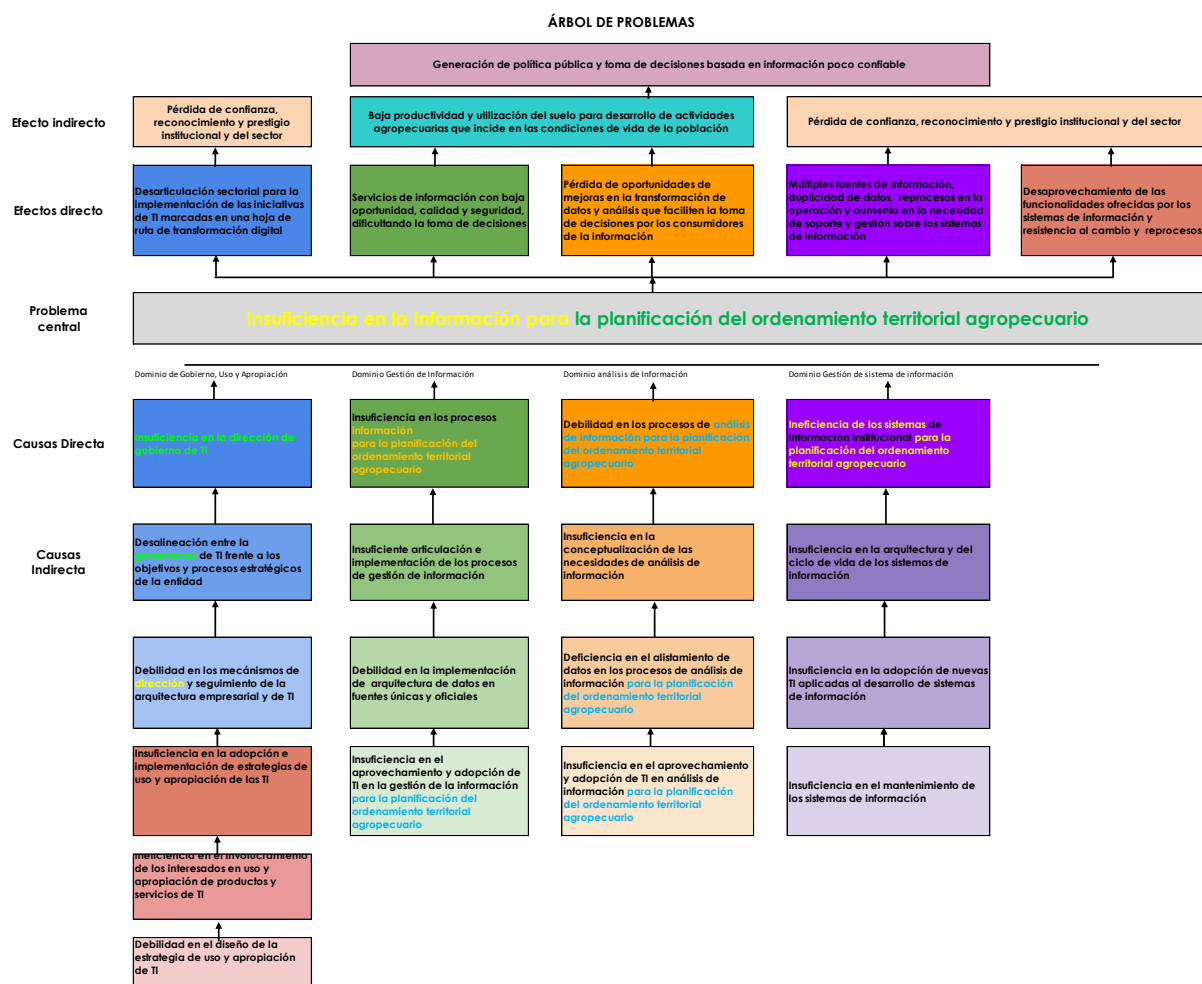 ÁRBOL DE PROBLEMAS
Generación de política pública y toma de decisiones basada en información poco confiable
Efecto indirecto
Pérdida de confianza,
reconocimiento y prestigio
institucional y del sector
Baja productividad y utilización del suelo para desarrollo de actividades
agropecuarias que incide en las condiciones de vida de la población
Pérdida de confianza, reconocimiento y prestigio institucional y del sector
Efectos directo
Desarticulación sectorial para la
implementación de las iniciativas
de TI marcadas en una hoja de
ruta de transformación digital
Servicios de información con baja
oportunidad, calidad y seguridad,
dificultando la toma de decisiones
Pérdida de oportunidades de
mejoras en la transformación de
datos y análisis que faciliten la toma
de decisiones por los consumidores
de la información
Múltiples fuentes de información,
duplicidad de datos, reprocesos en la
operación y aumento en la necesidad
de soporte y gestión sobre los sistemas
de información
Desaprovechamiento de las
funcionalidades ofrecidas por los
sistemas de información y
resistencia al cambio y reprocesos
Problema
central
Insuficiencia en la Información para la planificación del ordenamiento territorial agropecuario
Dominio de Gobierno, Uso y Apropiación
Dominio Gestión de Información
Dominio análisis de Información
Dominio Gestión de sistema de información
Causas Directa
Insuficiencia en la dirección de
gobierno de TI
Insuficiencia en los procesos
información
para la planificación del
ordenamiento territorial
agropecuario
Debilidad en los procesos de análisis
de información para la planificación
del ordenamiento territorial
agropecuario
Ineficiencia de los sistemas de
información institucional para la
planificación del ordenamiento
territorial agropecuario
Causas
Indirecta
Desalineación entre la
gobernanza de TI frente a los
objetivos y procesos estratégicos
de la entidad
Insuficiente articulación e
implementación de los procesos
de gestión de información
Insuficiencia en la
conceptualización de las
necesidades de análisis de
información
Insuficiencia en la arquitectura y del
ciclo de vida de los sistemas de
información
Debilidad en los mecánismos de
dirección y seguimiento de la
arquitectura empresarial y de TI
Debilidad en la implementación
de  arquitectura de datos en
fuentes únicas y oficiales
Deficiencia en el alistamiento de
datos en los procesos de análisis de
información para la planificación
del ordenamiento territorial
agropecuario
Insuficiencia en la adopción de nuevas
TI aplicadas al desarrollo de sistemas
de información
Insuficiencia en la adopción e
implementación de estrategias de
uso y apropiación de las TI
Insuficiencia en el
aprovechamiento y adopción de
TI en la gestión de la información
para la planificación del
ordenamiento territorial
agropecuario
Insuficiencia en el aprovechamiento
y adopción de TI en análisis de
información para la planificación
del ordenamiento territorial
agropecuario
Insuficiencia en el mantenimiento de
los sistemas de información
Ineficiencia en el involucramiento
de los interesados en uso y
apropiación de productos y
servicios de TI
Debilidad en el diseño de la
estrategia de uso y apropiación
de TI